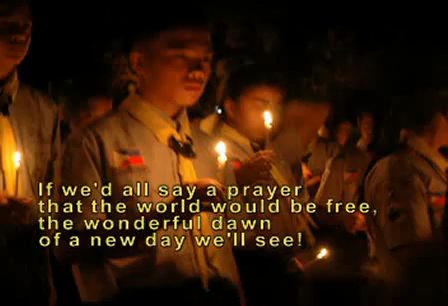 If we'd all say a prayer
that the world would be free,
the wonderful dawn
of a new day we'll see!